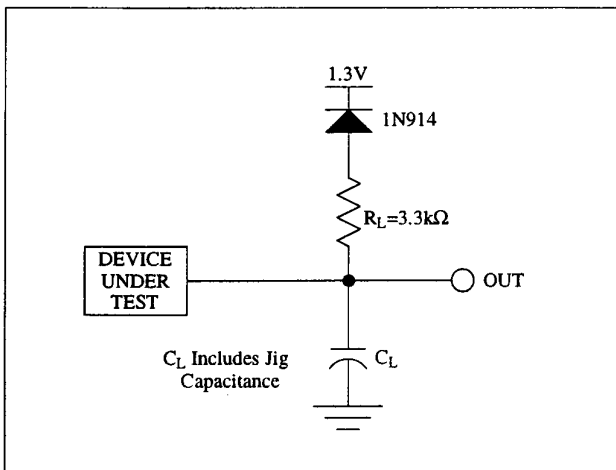 1.3V
1N914
R_L=3.3kΩ
DEVICE
UNDER
TEST
OUT
C_L Includes Jig
Capacitance
C_L